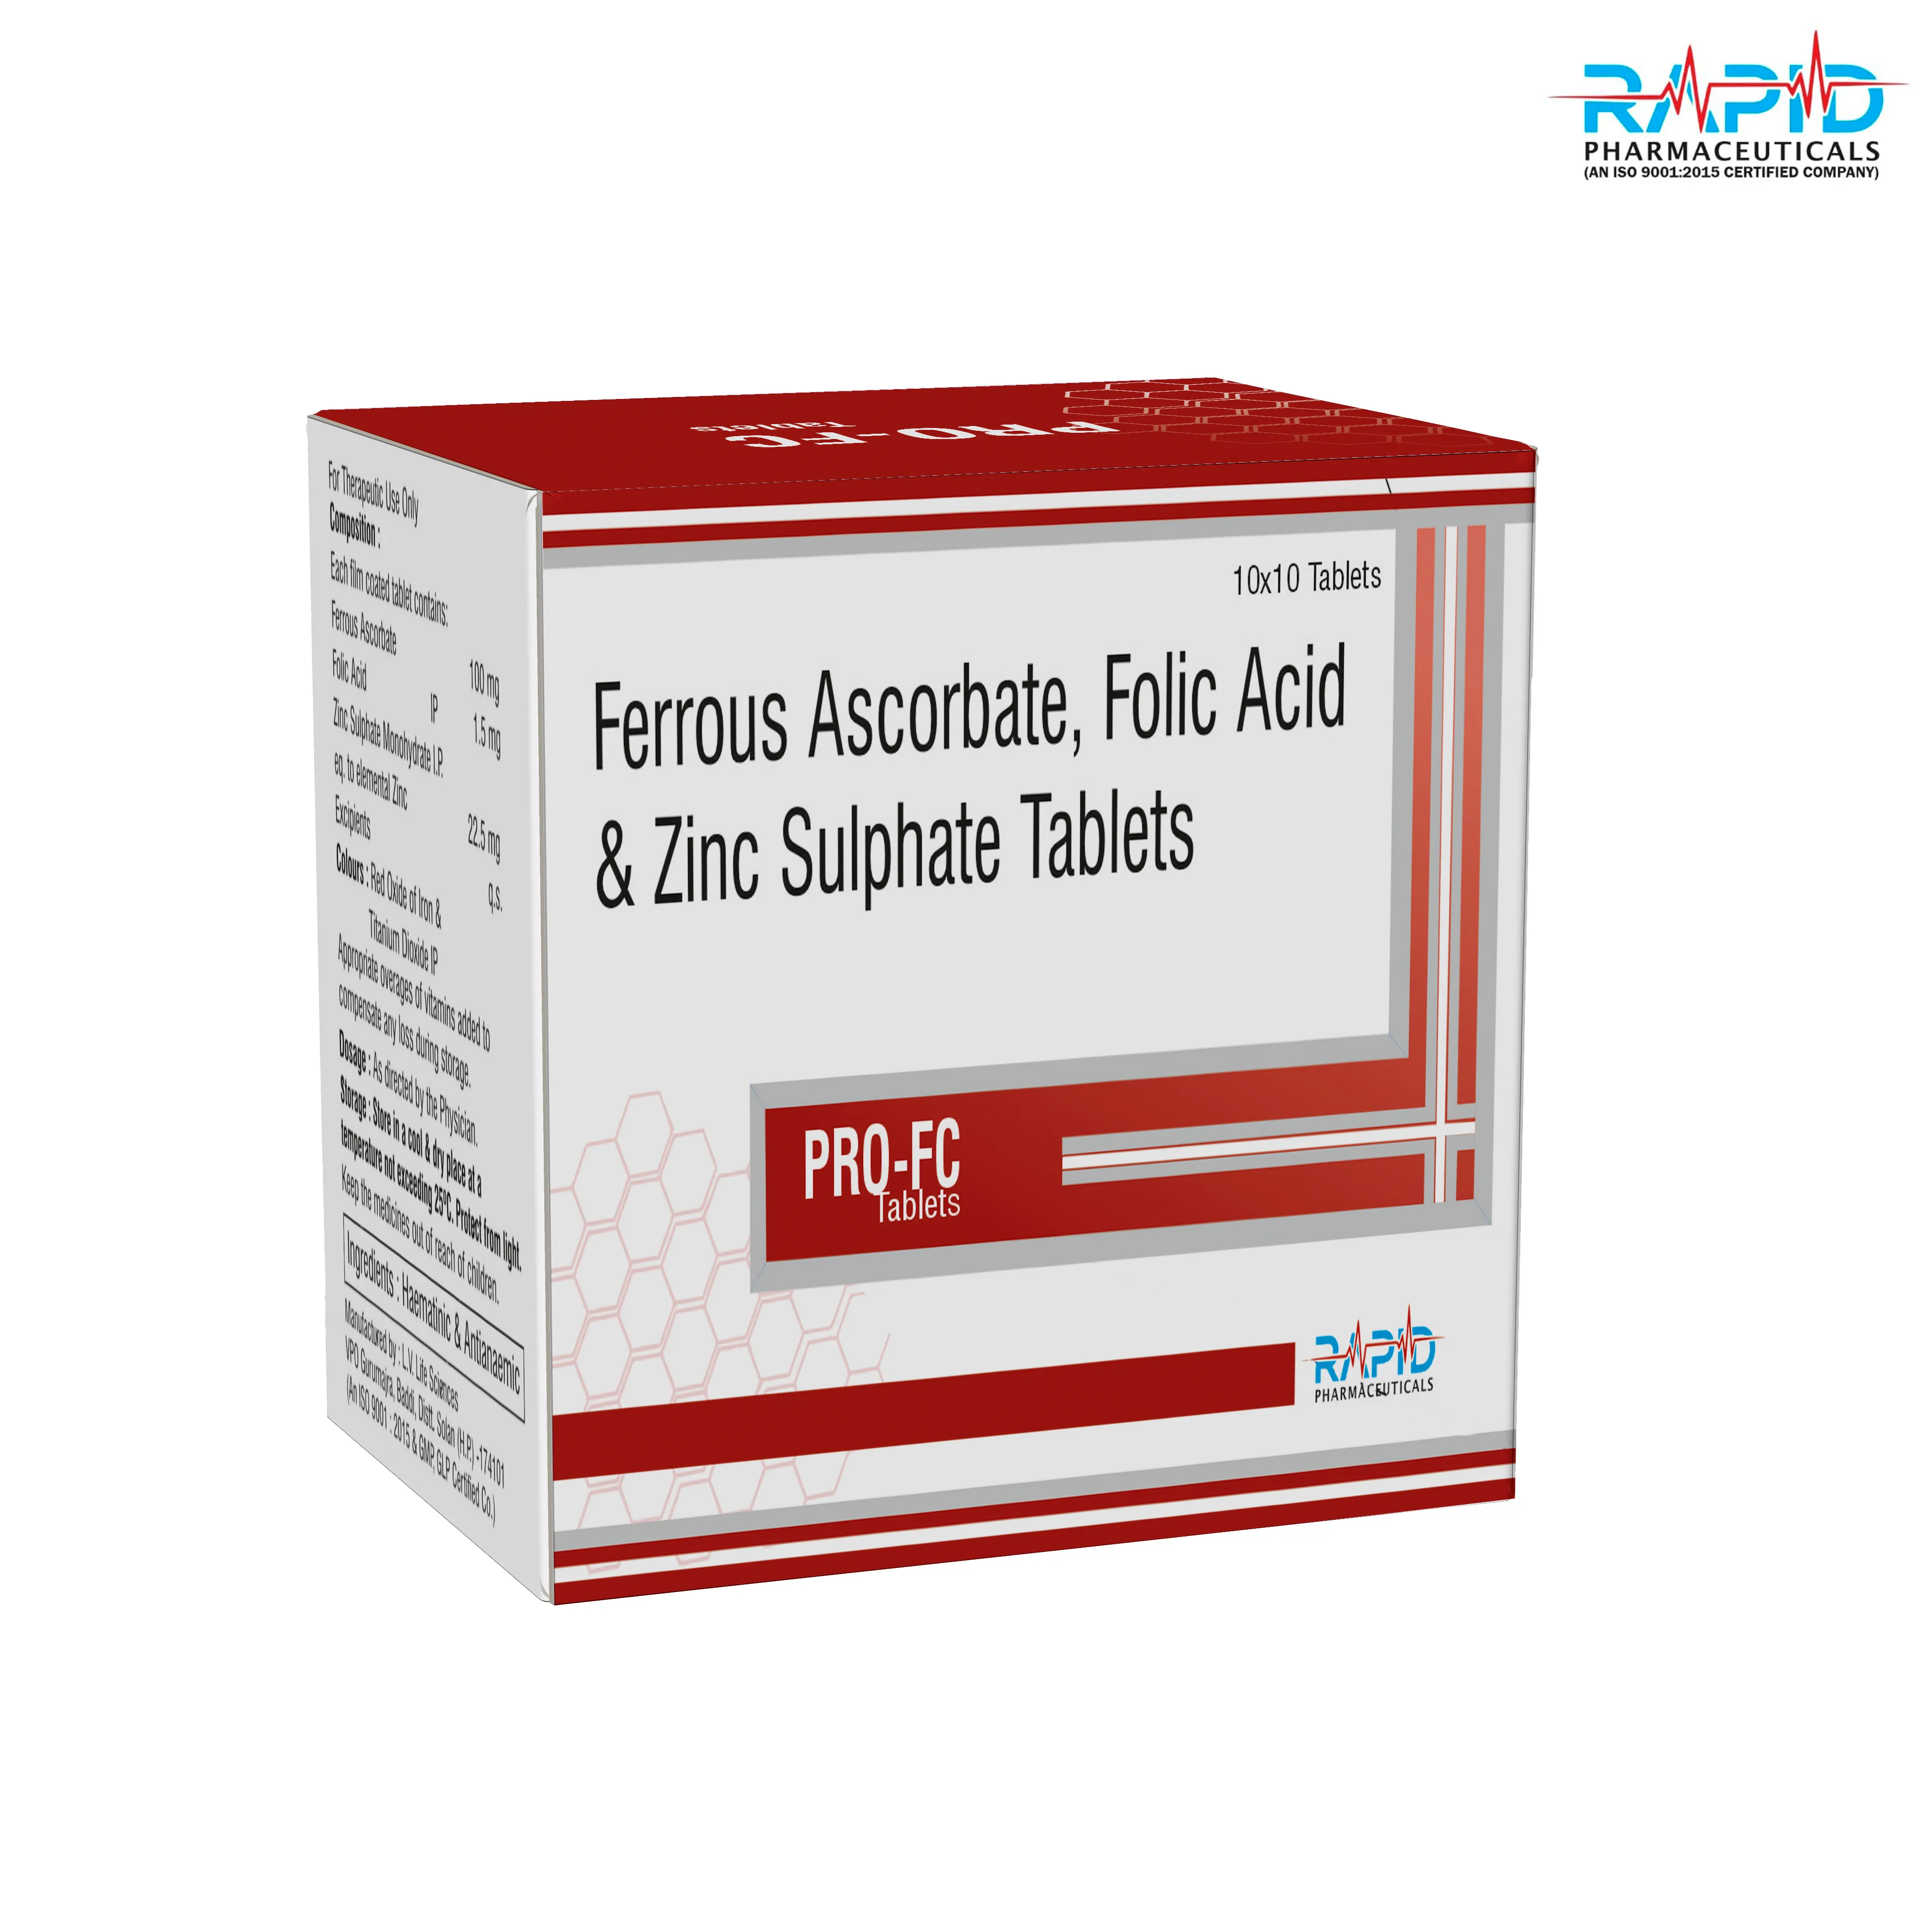 RAPID
PHARMACEUTICALS
(AN ISO 9001:2015 CERTIFIED COMPANY)
PRO-FC
Tablets
For Therapeutic Use Only
Composition :
Each film coated tablet contains:
Ferrous Ascorbate 100 mg
Folic Acid IP 1.5 mg
Zinc Sulphate Monohydrate I.P.
eq. to elemental Zinc 22.5 mg
Excipients q.s.
Colours : Red Oxide of Iron &
Titanium Dioxide IP
Appropriate overages of vitamins added to
compensate any loss during storage.
Dosage : As directed by the Physician.
Storage : Store in a cool & dry place at a
temperature not exceeding 25ºC. Protect from light.
Keep the medicines out of reach of children.
Ingredients : Haematinic & Antianaemic
Manufactured by : L.V. Life Sciences
VPO Gurumajra, Baddi, Distt. Solan (H.P.) -174101
(An ISO 9001 : 2015 & GMP, GLP Certified Co.)
10x10 Tablets
Ferrous Ascorbate, Folic Acid
& Zinc Sulphate Tablets
PRO-FC
Tablets
RAPID
PHARMACEUTICALS